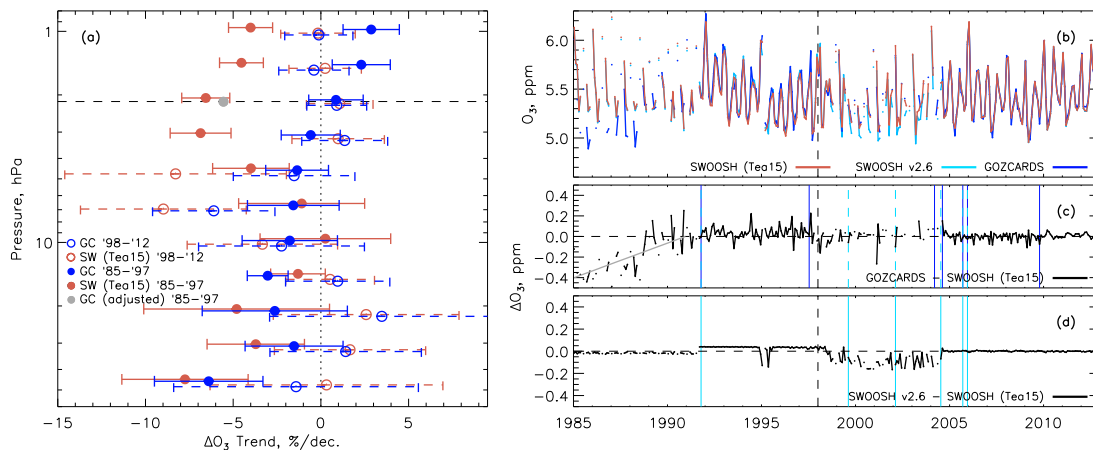 (a)
1
10
Pressure, hPa
GC '98-'12
SW (Tea15) '98-'12
GC '85-'97
SW (Tea15) '85-'97
GC (adjusted) '85-'97
-15 -10 -5 0 5
ΔO3 Trend, %/dec.
(b)
6.0
5.5
5.0
O3, ppm
SWOOSH (Tea15) SWOOSH v2.6 GOZCARDS
(c)
0.4
0.2
0.0
-0.2
-0.4
GOZCARDS - SWOOSH (Tea15)
ΔO3, ppm
(d)
0.4
0.2
0.0
-0.2
-0.4
SWOOSH v2.6 - SWOOSH (Tea15)
1985 1990 1995 2000 2005 2010